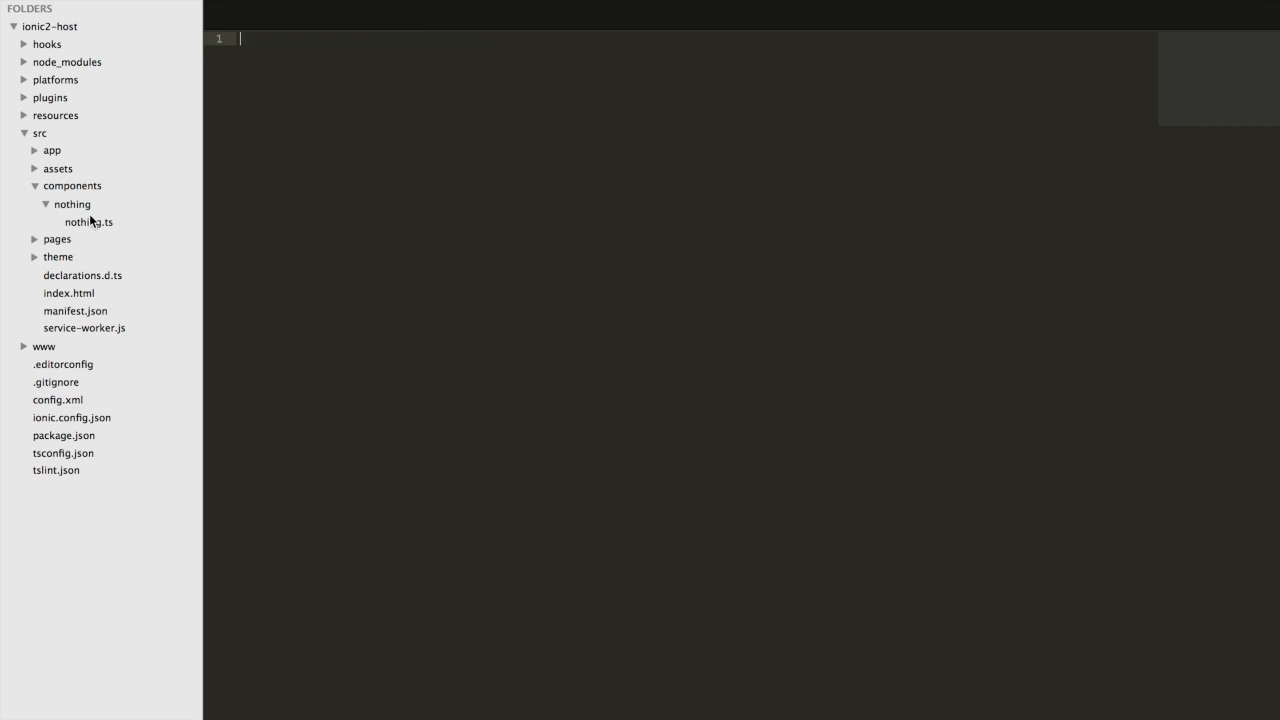 FOLDERS
ionic2-host
hooks
node_modules
platforms
plugins
resources
src
app
assets
components
nothing
nothing.ts
pages
theme
declarations.d.ts
index.html
manifest.json
service-worker.js
www
.editorconfig
.gitignore
config.xml
ionic.config.json
package.json
tsconfig.json
tslint.json
1